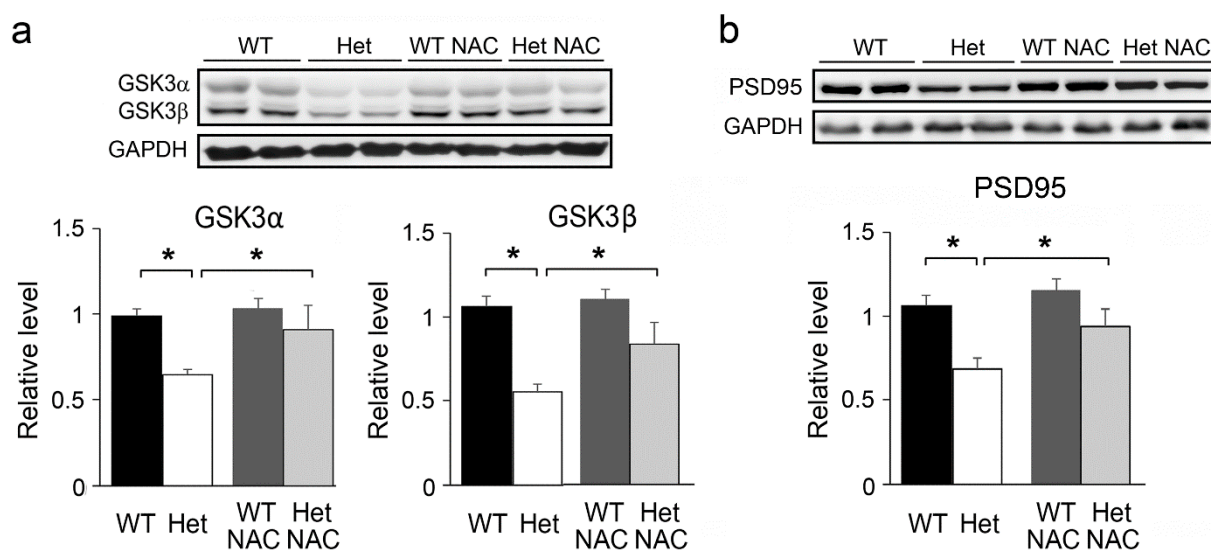 a
WT Het WT NAC Het NAC
GSK3α
GSK3β
GAPDH
GSK3α
Relative level
1.5
1
0.5
0
* *
WT Het WT NAC Het NAC
GSK3β
Relative level
1.5
1
0.5
0
* *
WT Het WT NAC Het NAC
b
WT Het WT NAC Het NAC
PSD95
GAPDH
PSD95
Relative level
1.5
1
0.5
0
* *
WT Het WT NAC Het NAC